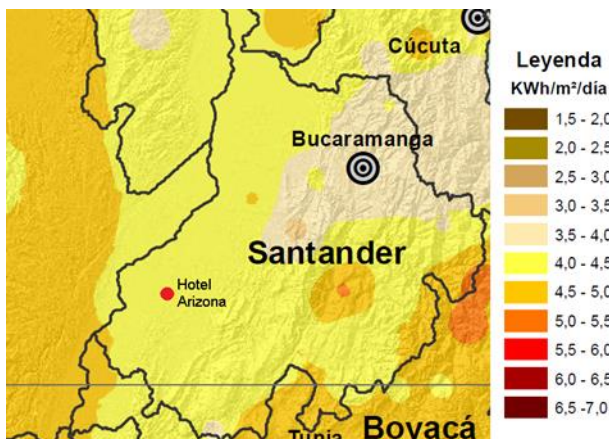 Cúcuta
Bucaramanga
Santander
Hotel
Arizona
Tunja
Boyacá
Leyenda
KWh/m²/día
1,5 - 2,0
2,0 - 2,5
2,5 - 3,0
3,0 - 3,5
3,5 - 4,0
4,0 - 4,5
4,5 - 5,0
5,0 - 5,5
5,5 - 6,0
6,0 - 6,5
6,5 -7,0